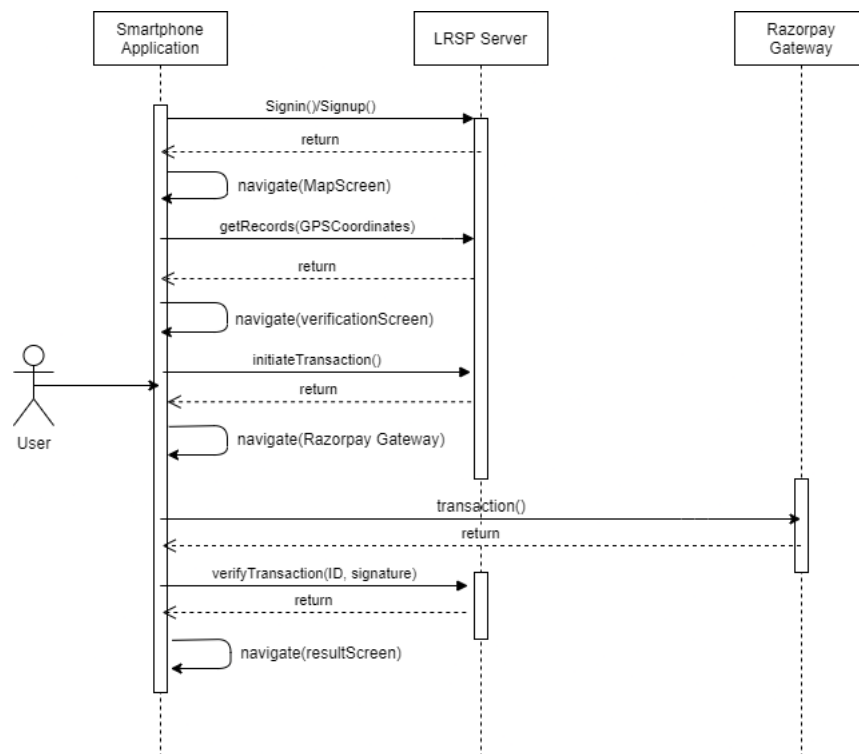 Smartphone
Application
LRSP Server
Razorpay
Gateway
Signin()/Signup()
return
navigate(MapScreen)
getRecords(GPSCoordinates)
return
navigate(verificationScreen)
initiateTransaction()
return
User
navigate(Razorpay Gateway)
transaction()
return
verifyTransaction(ID, signature)
return
navigate(resultScreen)